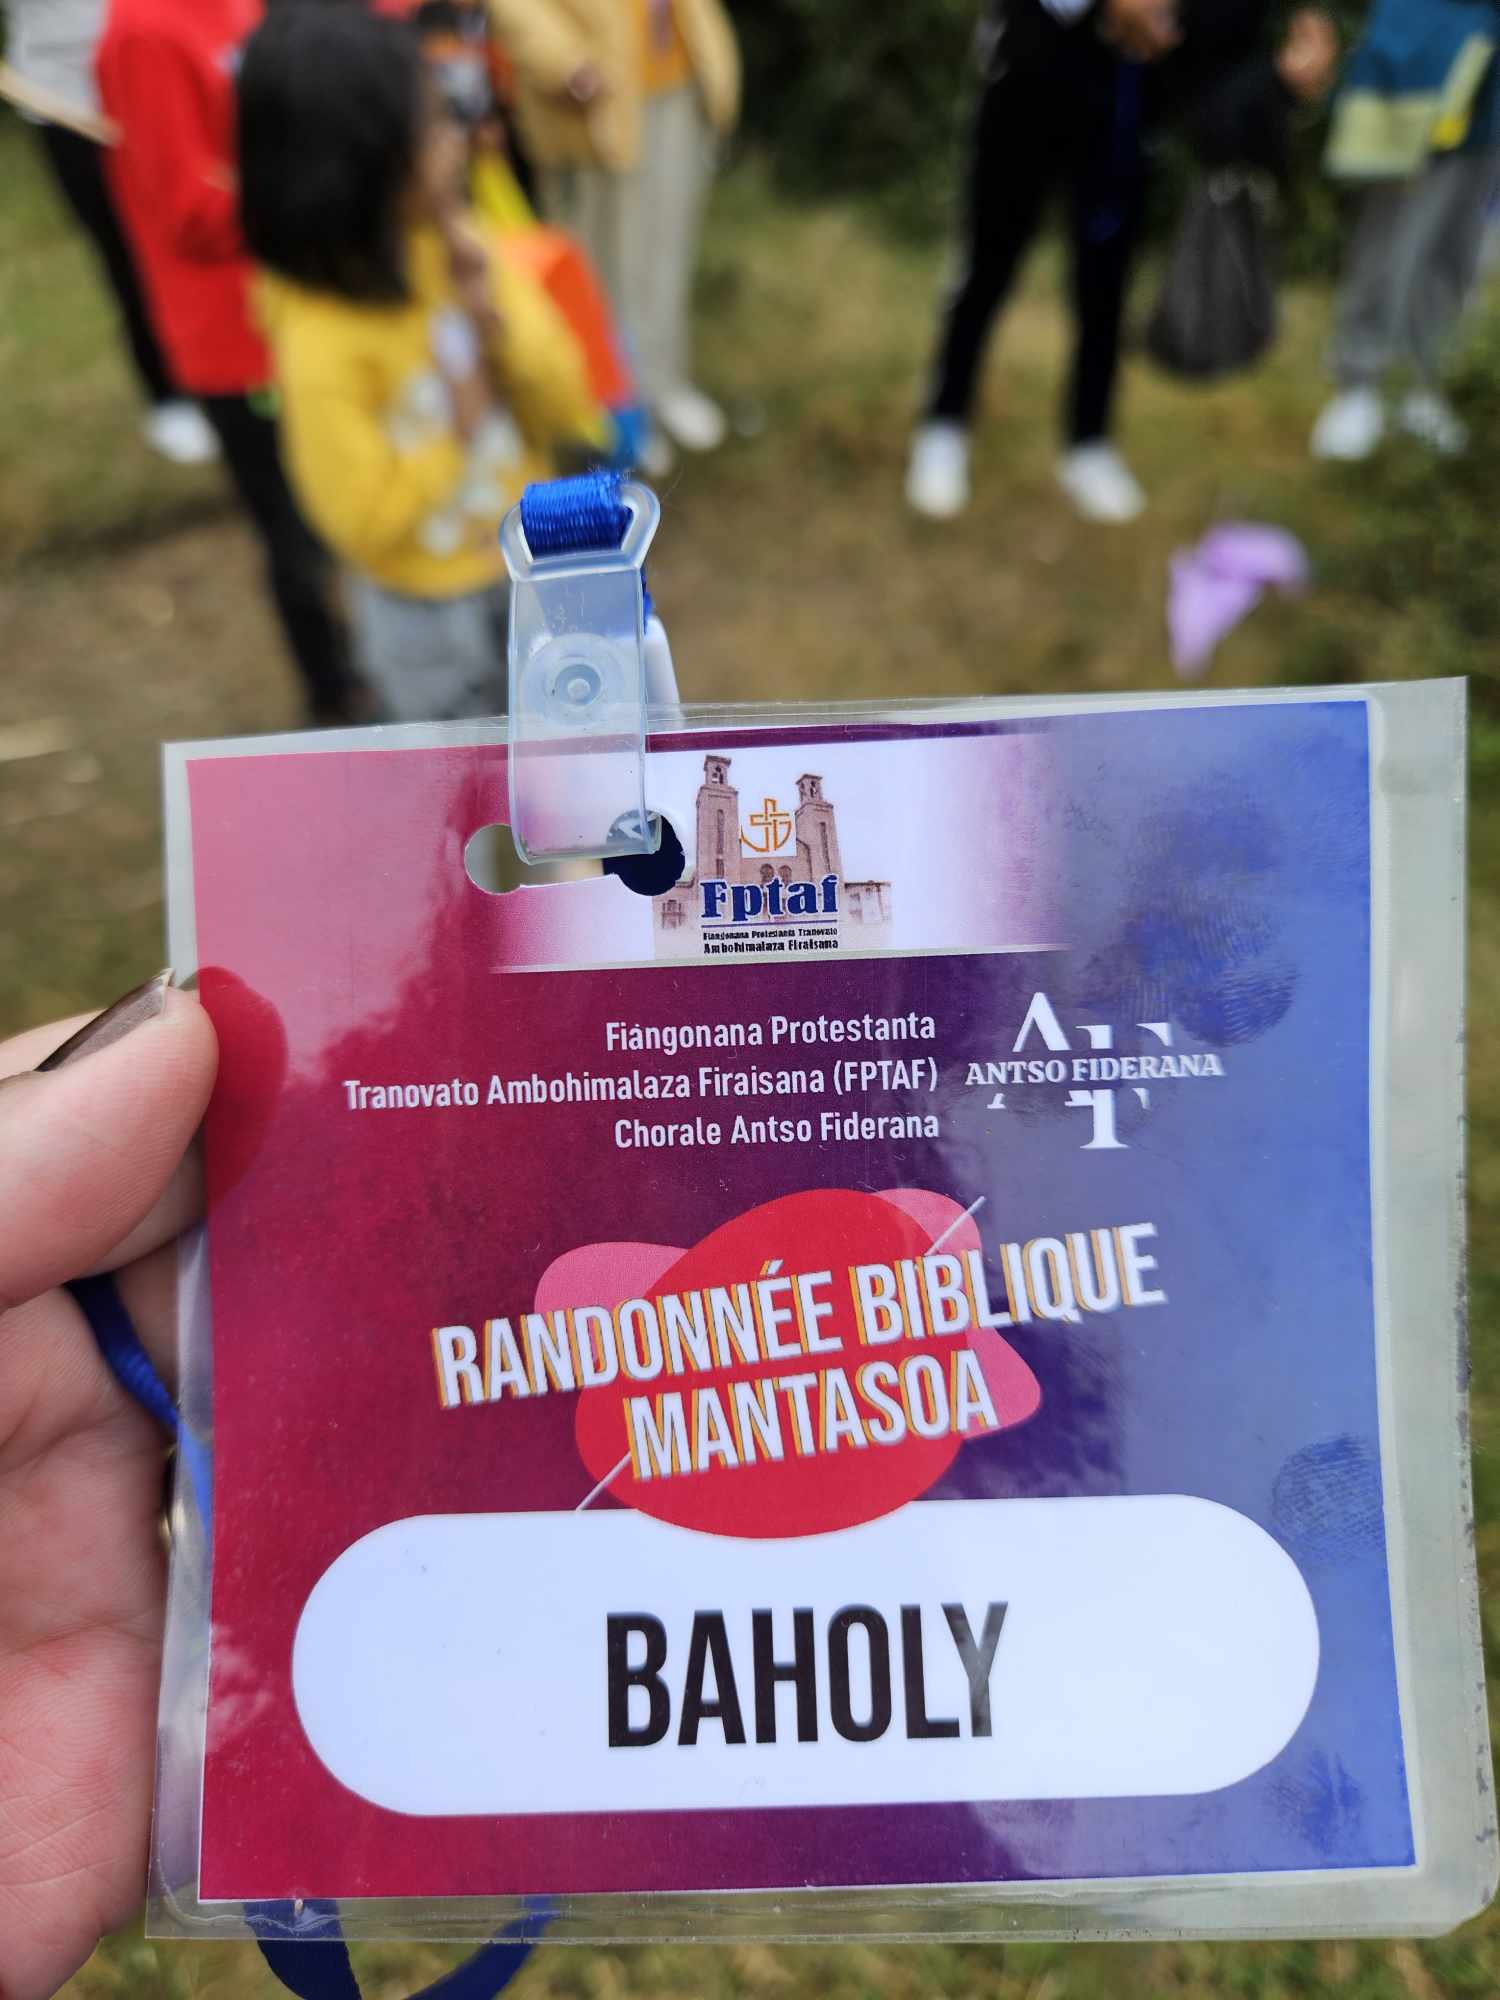 Fptaf
Fiangonana Protestanta Tranovato
Ambohimalaza Firaisana
Fiangonana Protestanta
Tranovato Ambohimalaza Firaisana (FPTAF)
Chorale Antso Fiderana
AF
ANTSO FIDERANA
RANDONNÉE BIBLIQUE
MANTASOA
BAHOLY